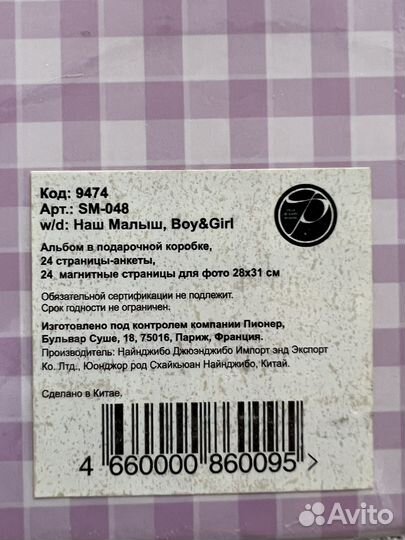 Код: 9474
Арт.: SM-048
w/d: Наш Малыш, Boy&Girl
Альбом в подарочной коробке,
24 страницы-анкеты,
24 магнитные страницы для фото 28х31 см
Обязательной сертификации не подлежит.
Срок годности не ограничен.
Изготовлено под контролем компании Пионер,
Бульвар Суше, 18, 75016, Париж, Франция.
Производитель: Найнджибо Джюэнджибо Импорт энд Экспорт
Ко. Лтд., Юонджор род Схайкьюан Найнджибо, Китай.
Сделано в Китае.
4 660000 860095 >
Avito